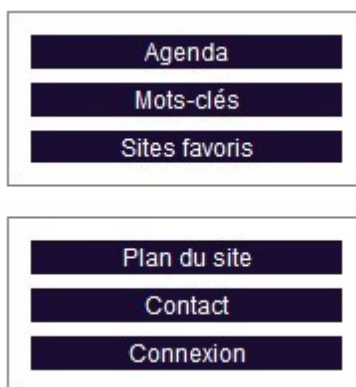 Agenda
Mots-clés
Sites favoris
Plan du site
Contact
Connexion